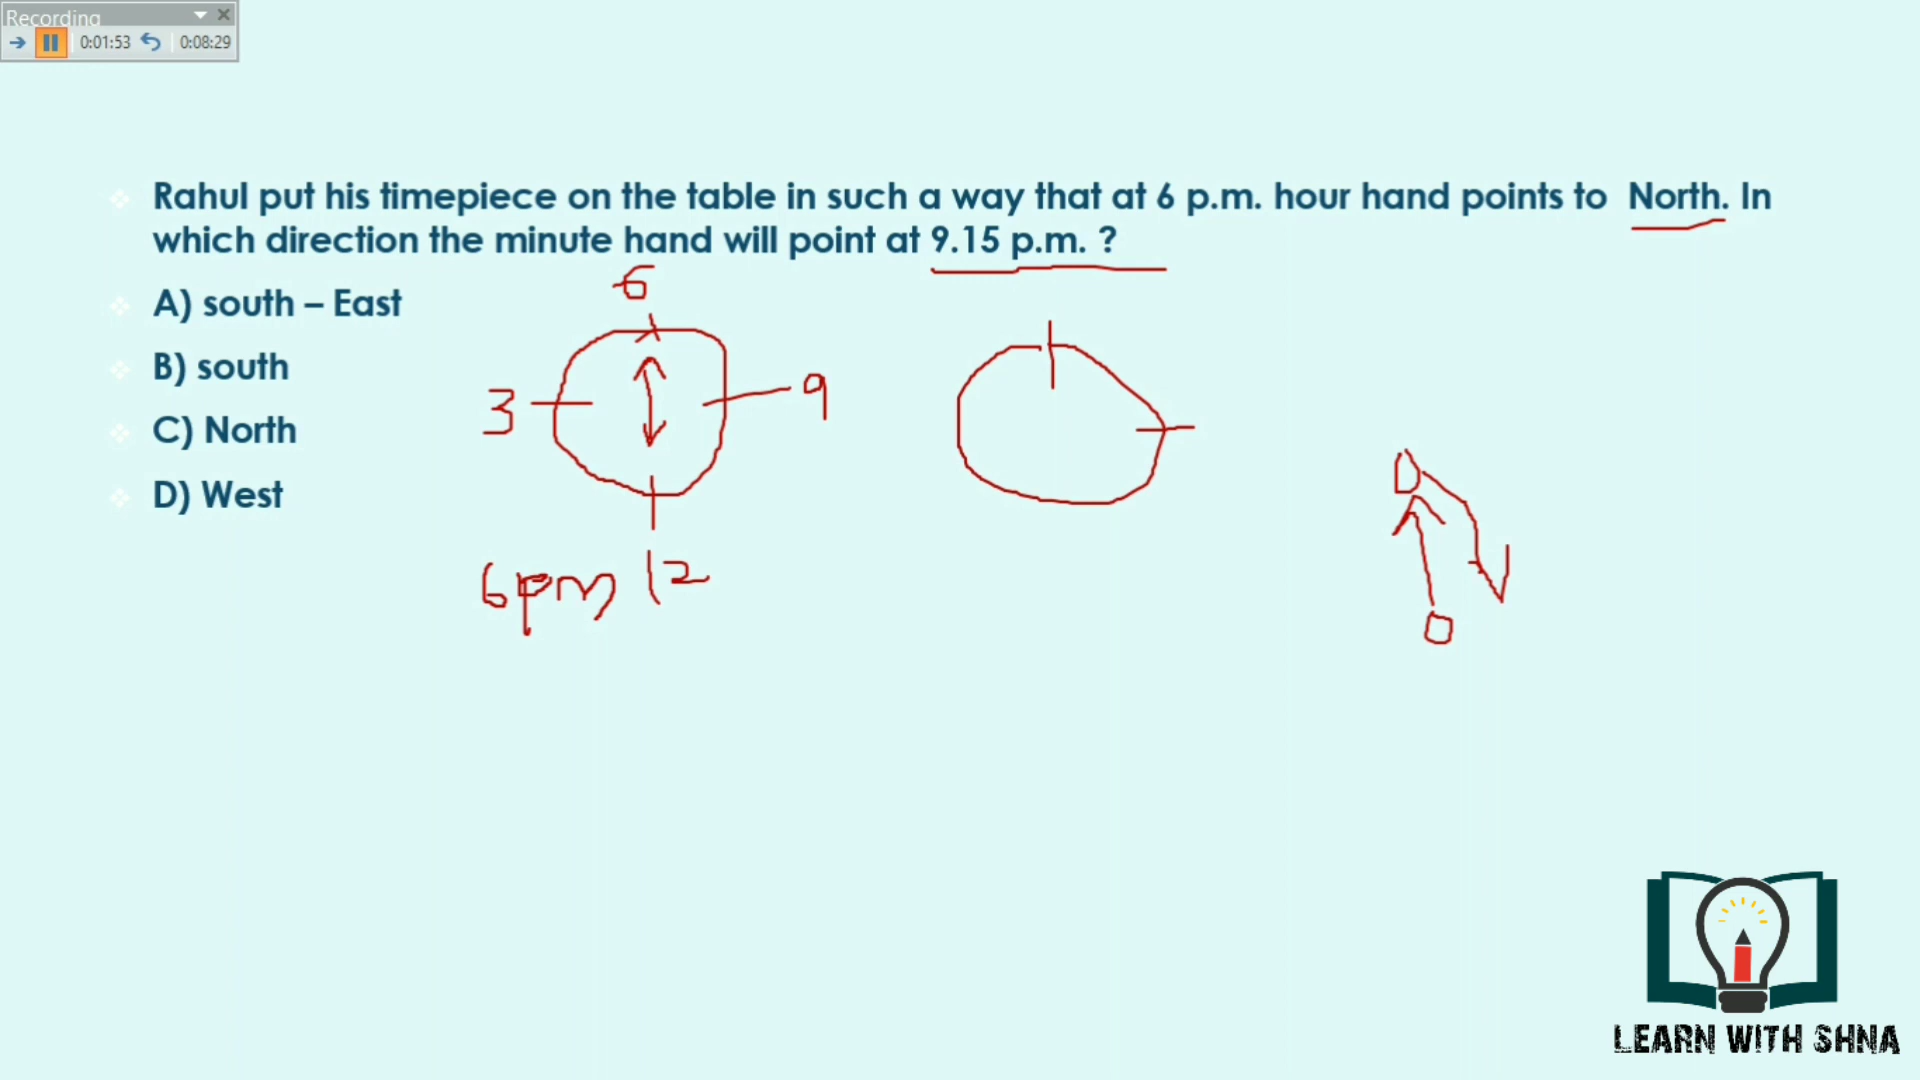 Recording
0:01:53 0:08:29
Rahul put his timepiece on the table in such a way that at 6 p.m. hour hand points to North. In
which direction the minute hand will point at 9.15 p.m. ?
A) south – East
B) south
C) North
D) West
6
3
9
6pm 12
LEARN WITH SHNA